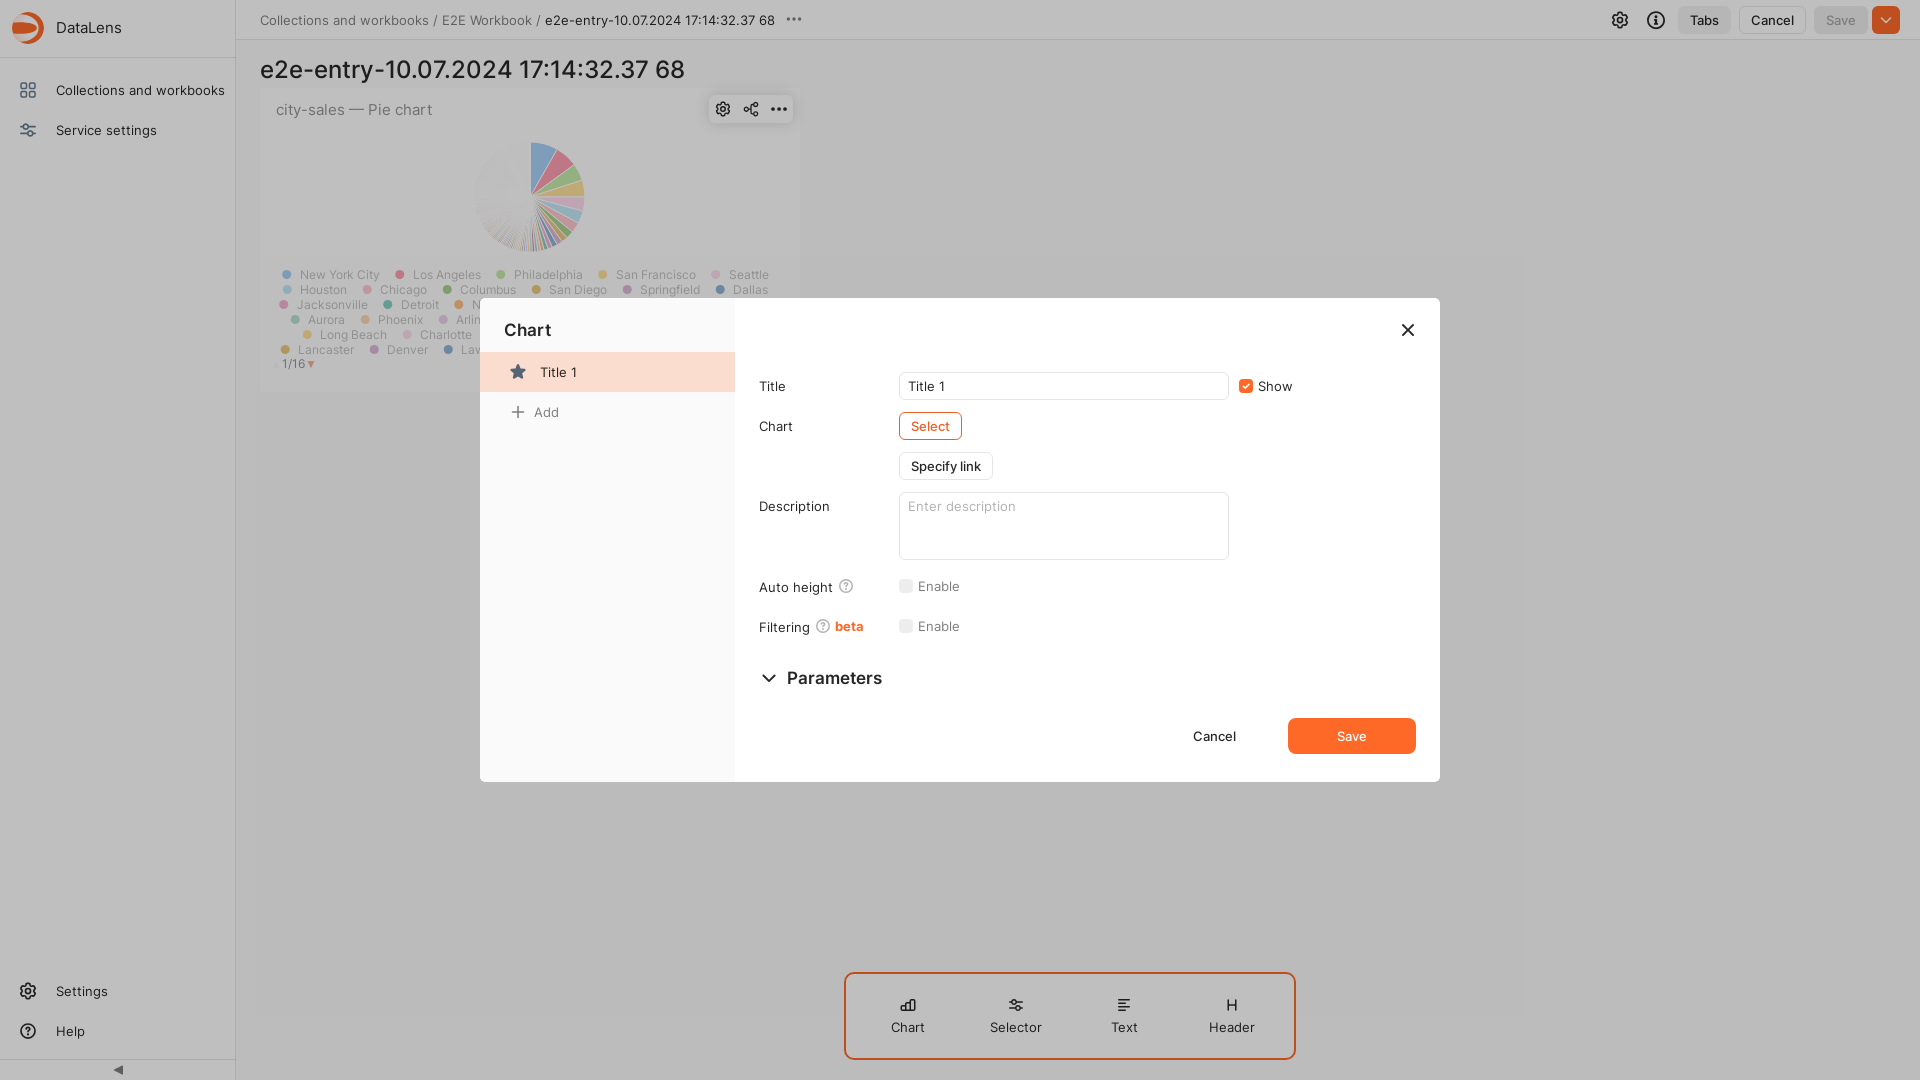 DataLens
Collections and workbooks / E2E Workbook / e2e-entry-10.07.2024 17:14:32.37 68
Tabs
Cancel
Save
Collections and workbooks
Service settings
e2e-entry-10.07.2024 17:14:32.37 68
city-sales — Pie chart
New York City Los Angeles Philadelphia San Francisco Seattle
Houston Chicago Columbus San Diego Springfield Dallas
Jacksonville Detroit N
Aurora Phoenix Arlin
Long Beach Charlotte
Lancaster Denver Law
1/16
Chart
Title 1
Add
Title
Title 1
Show
Chart
Select
Specify link
Description
Enter description
Auto height
Enable
Filtering
beta
Enable
Parameters
Cancel
Save
Chart
Selector
Text
Header
Settings
Help